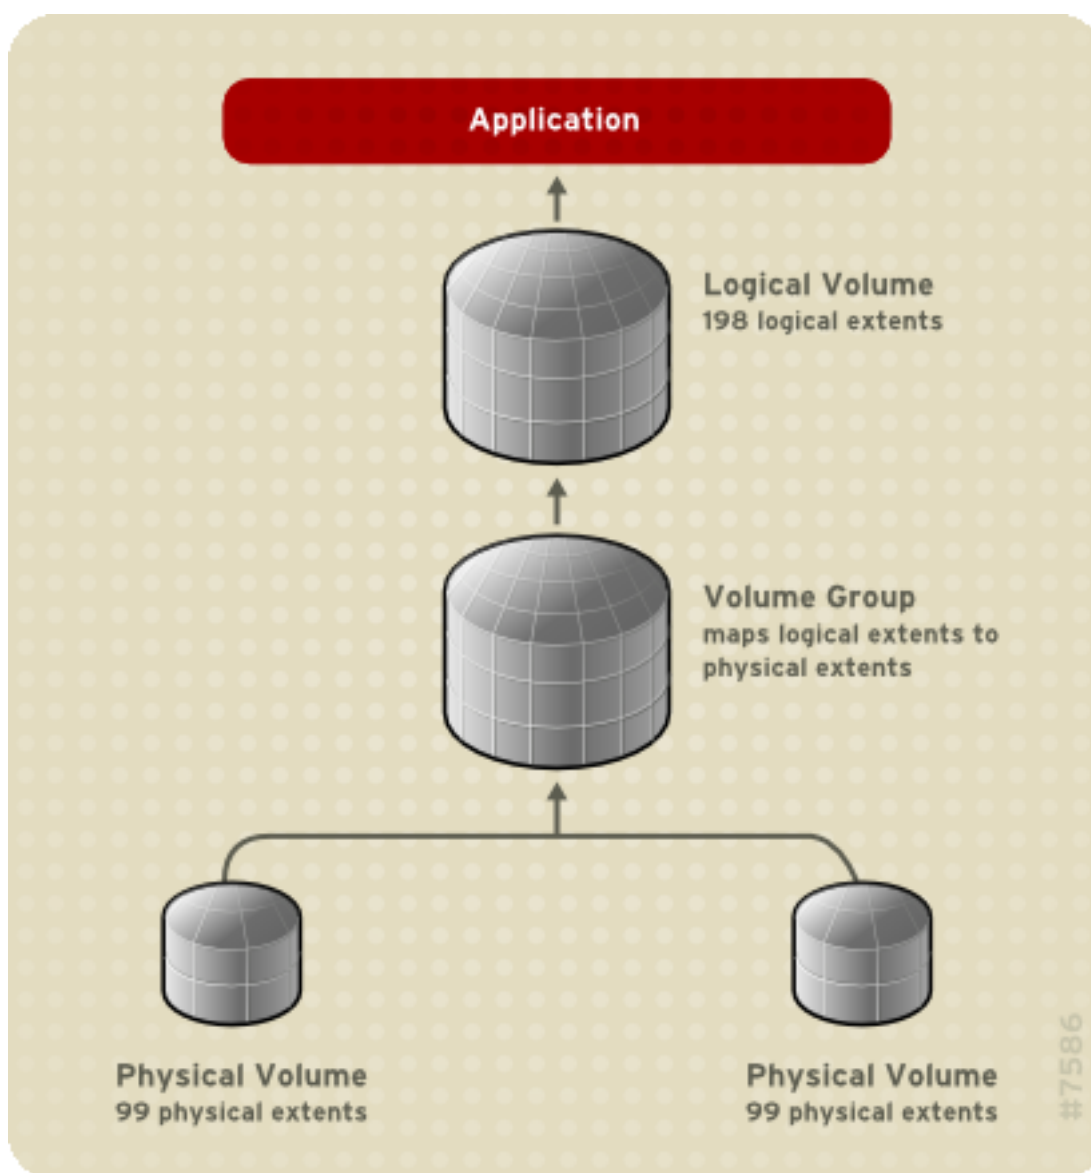 Application
Logical Volume
198 logical extents
Volume Group
maps logical extents to
physical extents
Physical Volume
99 physical extents
Physical Volume
99 physical extents
#7586